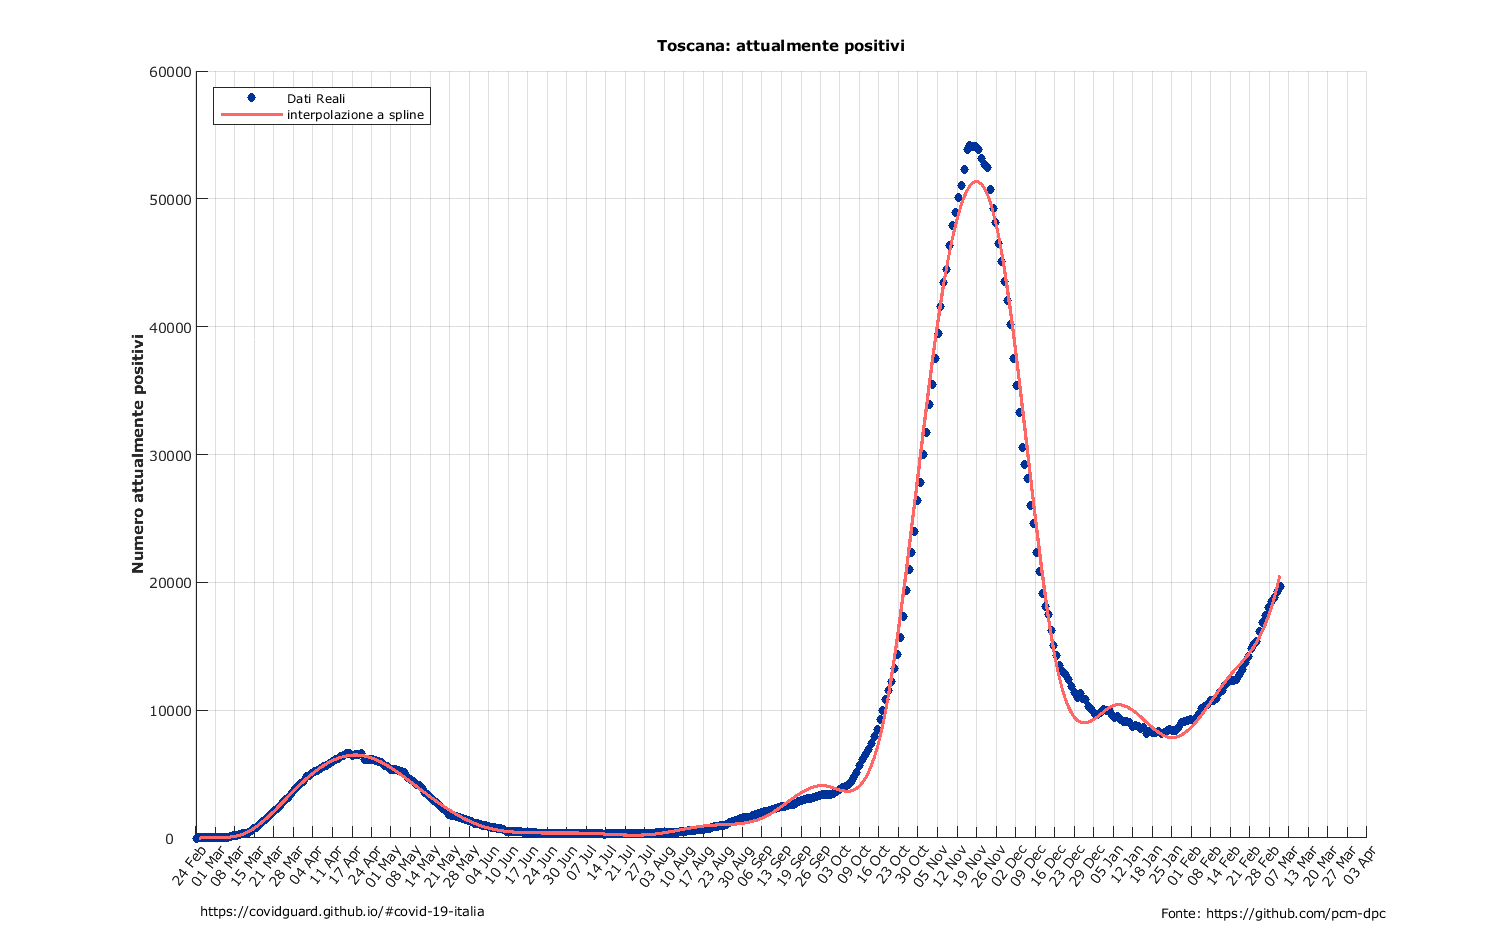 Toscana: attualmente positivi
60000
50000
40000
30000
20000
10000
0
Dati Reali
interpolazione a spline
Numero attualmente positivi
24 Feb
01 Mar
08 Mar
15 Mar
21 Mar
28 Mar
04 Apr
11 Apr
17 Apr
24 Apr
01 May
08 May
14 May
21 May
28 May
04 Jun
10 Jun
17 Jun
24 Jun
30 Jun
07 Jul
14 Jul
21 Jul
27 Jul
03 Aug
10 Aug
17 Aug
23 Aug
30 Aug
06 Sep
13 Sep
19 Sep
26 Sep
03 Oct
09 Oct
16 Oct
23 Oct
30 Oct
05 Nov
12 Nov
19 Nov
26 Nov
02 Dec
09 Dec
16 Dec
23 Dec
29 Dec
05 Jan
12 Jan
18 Jan
25 Jan
01 Feb
08 Feb
14 Feb
21 Feb
28 Feb
07 Mar
13 Mar
20 Mar
27 Mar
03 Apr
https://covidguard.github.io/#covid-19-italia
Fonte: https://github.com/pcm-dpc